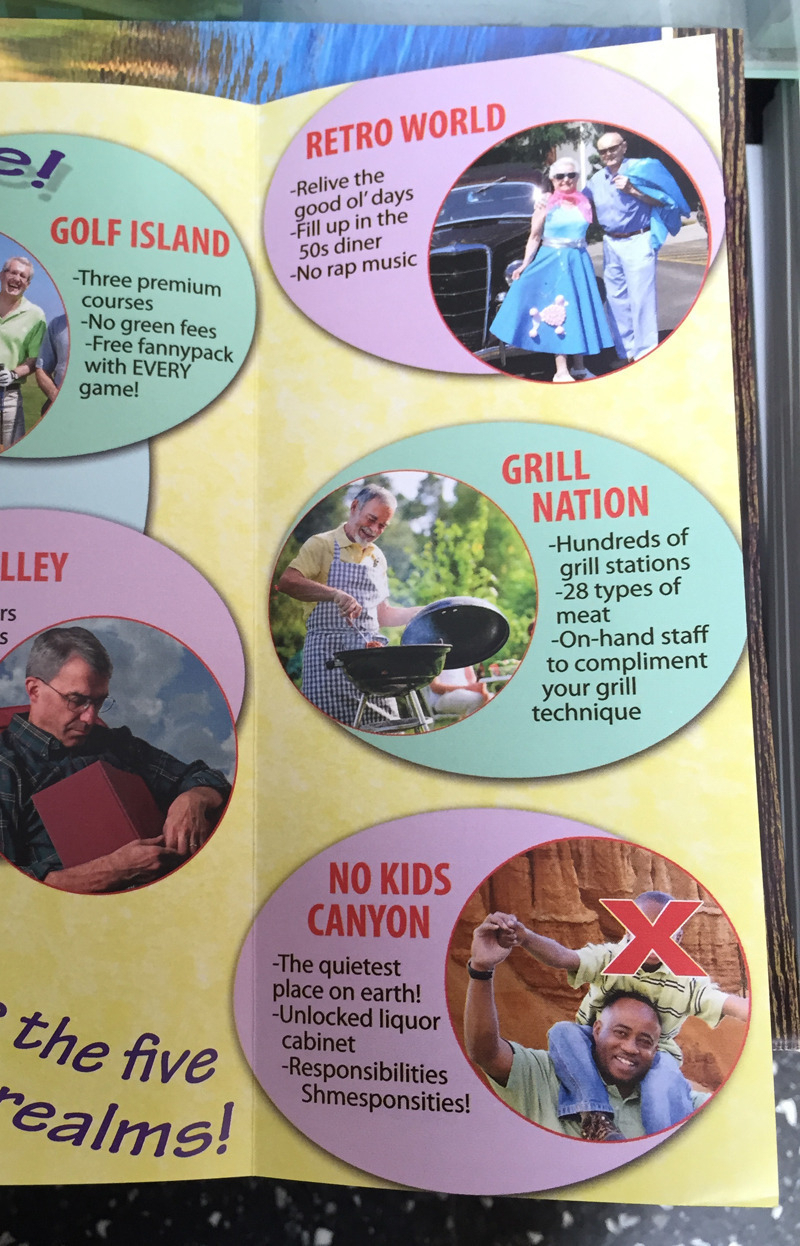 e!
GOLF ISLAND
-Three premium
courses
-No green fees
-Free fannypack
with EVERY
game!
LLEY
rs
s
the five
realms!
RETRO WORLD
-Relive the
good ol' days
-Fill up in the
50s diner
-No rap music
GRILL
NATION
-Hundreds of
grill stations
-28 types of
meat
-On-hand staff
to compliment
your grill
technique
NO KIDS
CANYON
-The quietest
place on earth!
-Unlocked liquor
cabinet
-Responsibilities
Shmesponsities!
X